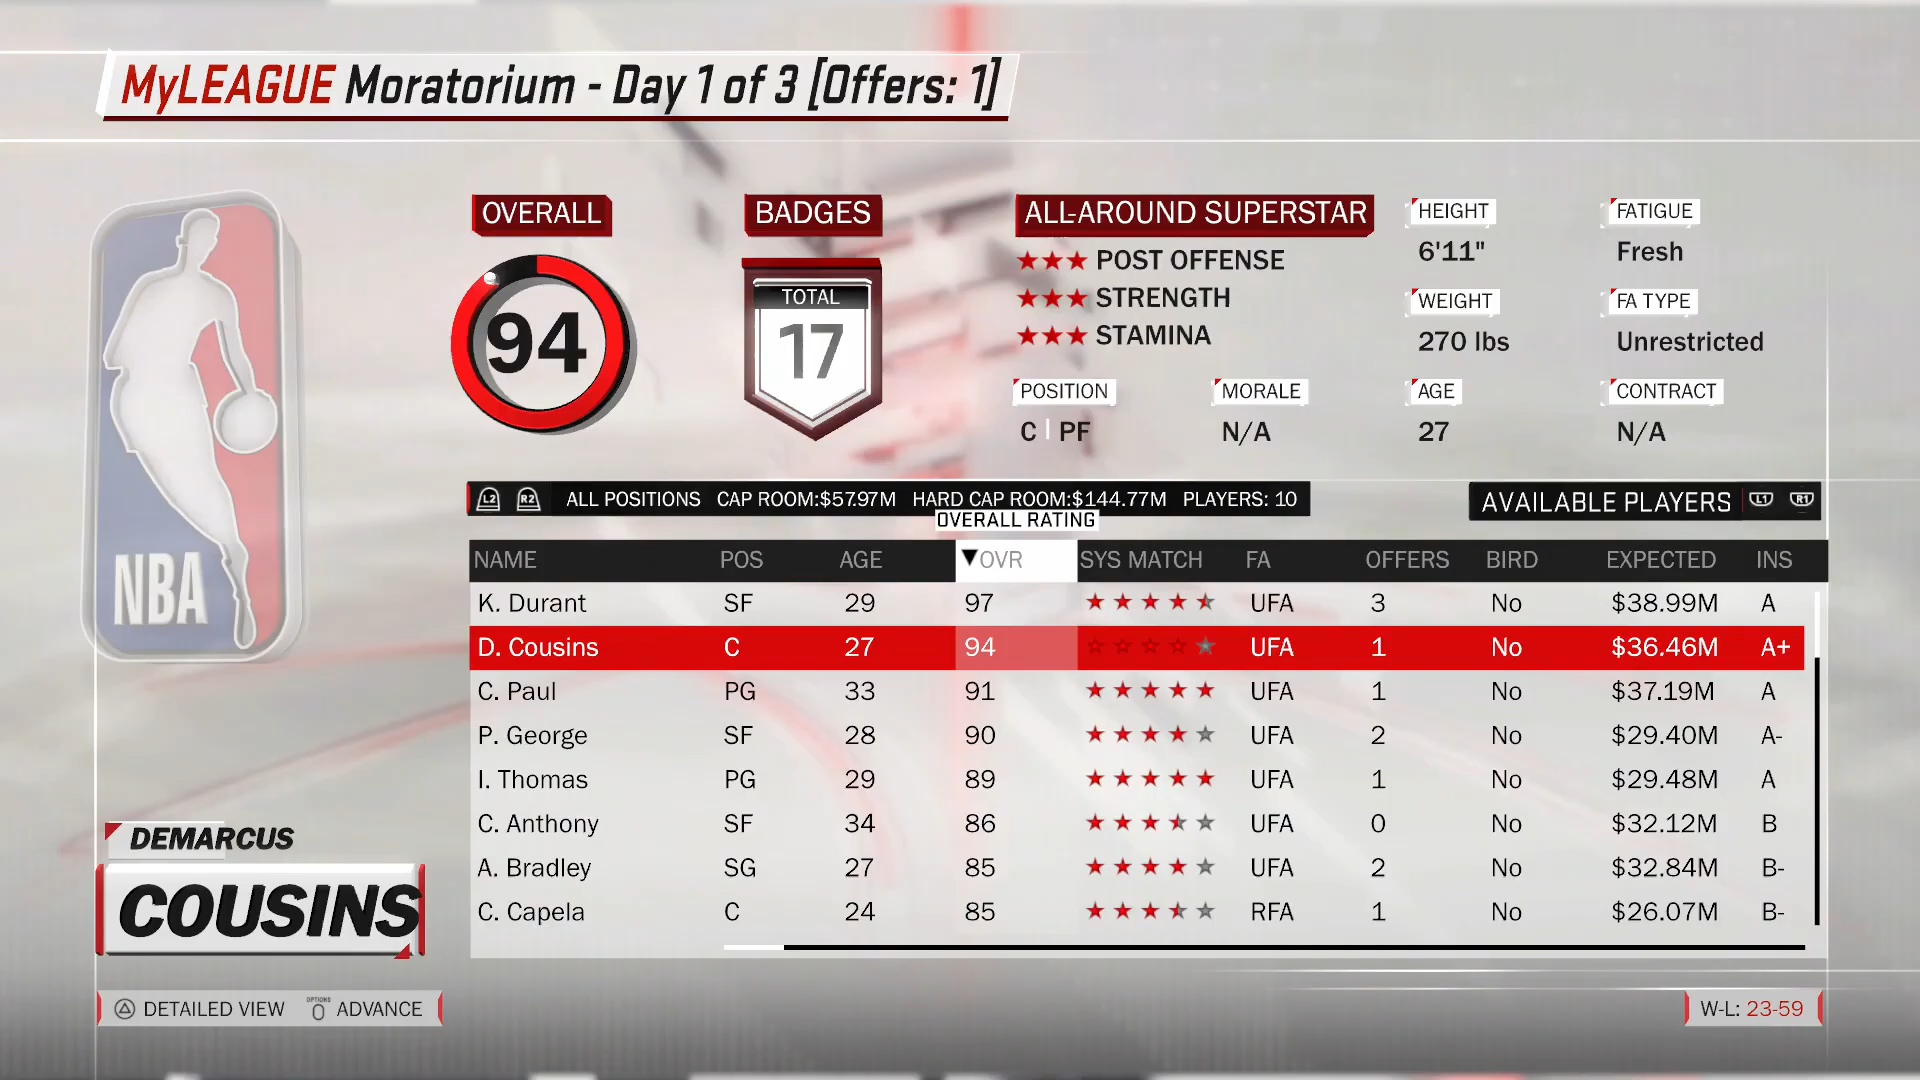 MyLEAGUE Moratorium - Day 1 of 3 [Offers: 1]
OVERALL
94
BADGES
TOTAL
17
ALL-AROUND SUPERSTAR
POST OFFENSE
STRENGTH
STAMINA
POSITION
C | PF
MORALE
N/A
HEIGHT
6'11"
WEIGHT
270 lbs
AGE
27
FATIGUE
Fresh
FA TYPE
Unrestricted
CONTRACT
N/A
NBA
L2 R2 ALL POSITIONS CAP ROOM:$57.97M HARD CAP ROOM:$144.77M PLAYERS: 10
AVAILABLE PLAYERS L1 R1
OVERALL RATING
NAME POS AGE OVR SYS MATCH FA OFFERS BIRD EXPECTED INS
K. Durant SF 29 97 UFA 3 No $38.99M A
D. Cousins C 27 94 UFA 1 No $36.46M A+
C. Paul PG 33 91 UFA 1 No $37.19M A
P. George SF 28 90 UFA 2 No $29.40M A-
I. Thomas PG 29 89 UFA 1 No $29.48M A
C. Anthony SF 34 86 UFA 0 No $32.12M B
A. Bradley SG 27 85 UFA 2 No $32.84M B-
C. Capela C 24 85 RFA 1 No $26.07M B-
DEMARCUS
COUSINS
DETAILED VIEW OPTIONS ADVANCE
W-L: 23-59